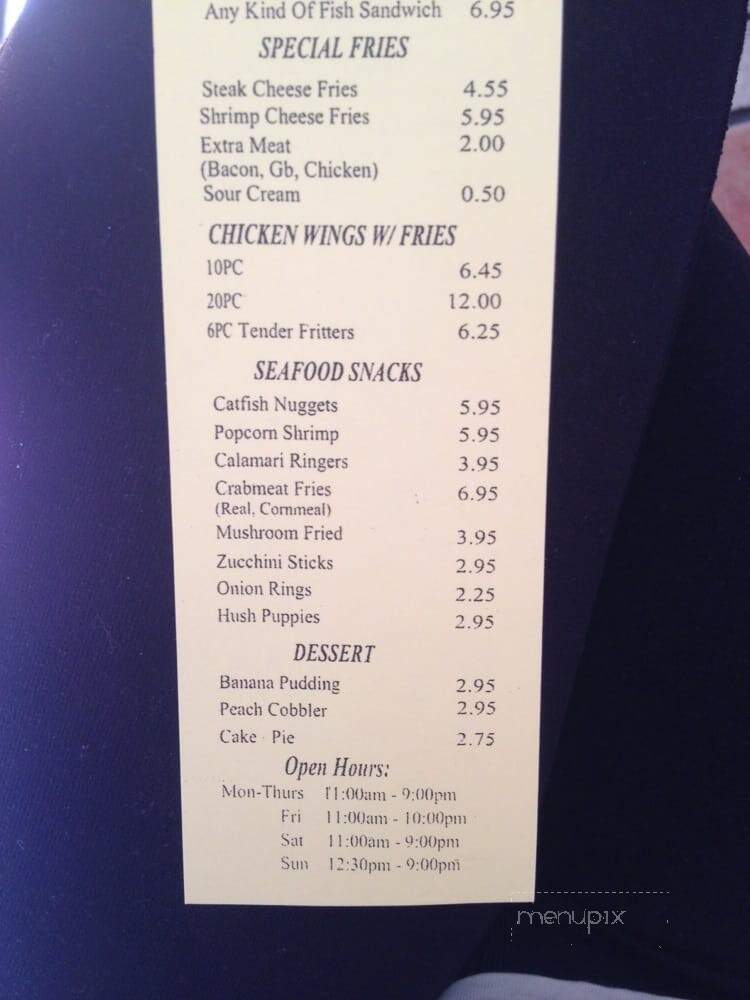 Any Kind Of Fish Sandwich 6.95
SPECIAL FRIES
Steak Cheese Fries 4.55
Shrimp Cheese Fries 5.95
Extra Meat 2.00
(Bacon, Gb, Chicken)
Sour Cream 0.50
CHICKEN WINGS W/ FRIES
10PC 6.45
20PC 12.00
6PC Tender Fritters 6.25
SEAFOOD SNACKS
Catfish Nuggets 5.95
Popcorn Shrimp 5.95
Calamari Ringers 3.95
Crabmeat Fries 6.95
(Real, Cornmeal)
Mushroom Fried 3.95
Zucchini Sticks 2.95
Onion Rings 2.25
Hush Puppies 2.95
DESSERT
Banana Pudding 2.95
Peach Cobbler 2.95
Cake - Pie 2.75
Open Hours:
Mon-Thurs 11:00am - 9:00pm
Fri 11:00am - 10:00pm
Sat 11:00am - 9:00pm
Sun 12:30pm - 9:00pm
menupix